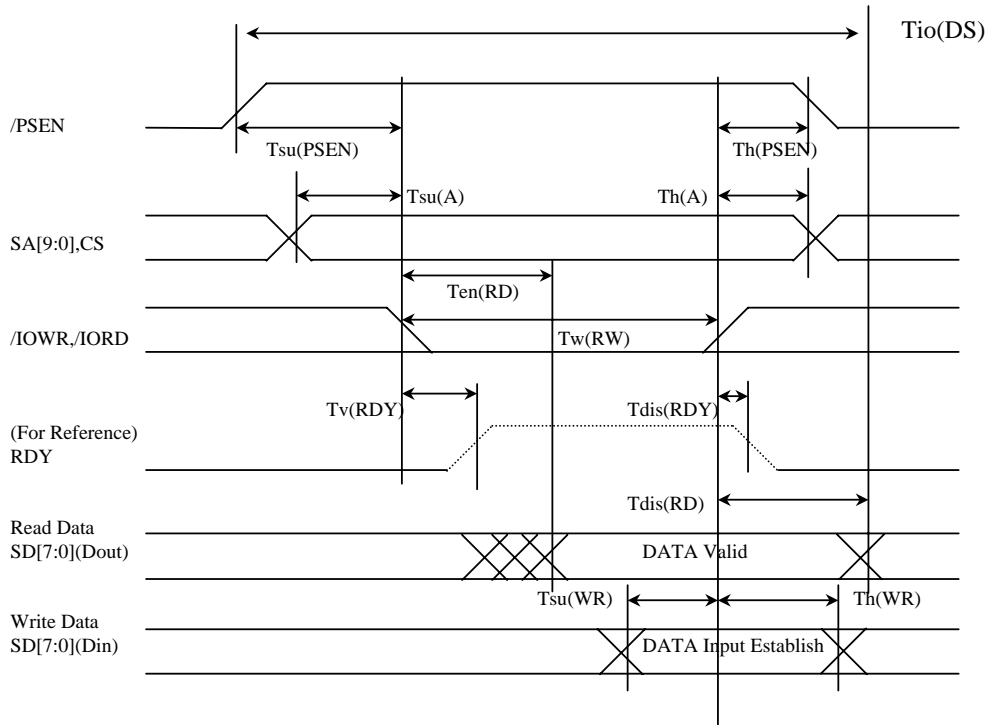 Tio(DS)
/PSEN
Tsu(PSEN)
Th(PSEN)
Tsu(A)
Th(A)
SA[9:0],CS
Ten(RD)
/IOWR,/IORD
Tw(RW)
Tv(RDY)
Tdis(RDY)
(For Reference)
RDY
Tdis(RD)
Read Data
SD[7:0](Dout)
DATA Valid
Tsu(WR)
Th(WR)
Write Data
SD[7:0](Din)
DATA Input Establish